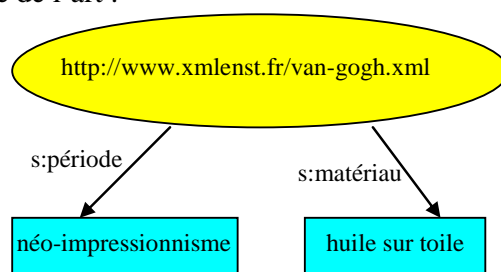 http://www.xmlenst.fr/van-gogh.xml
s:période
s:matériau
néo-impressionnisme
huile sur toile